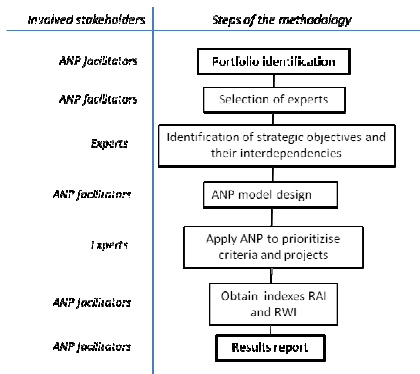 Involved stakeholders Steps of the methodology
ANP facilitators Portfolio identification
ANP facilitators Selection of experts
Experts Identification of strategic objectives and
their interdependencies
ANP facilitators ANP model design
Experts Apply ANP to prioritizise
criteria and projects
ANP facilitators Obtain indexes RAI
and RWI
ANP facilitators Results report